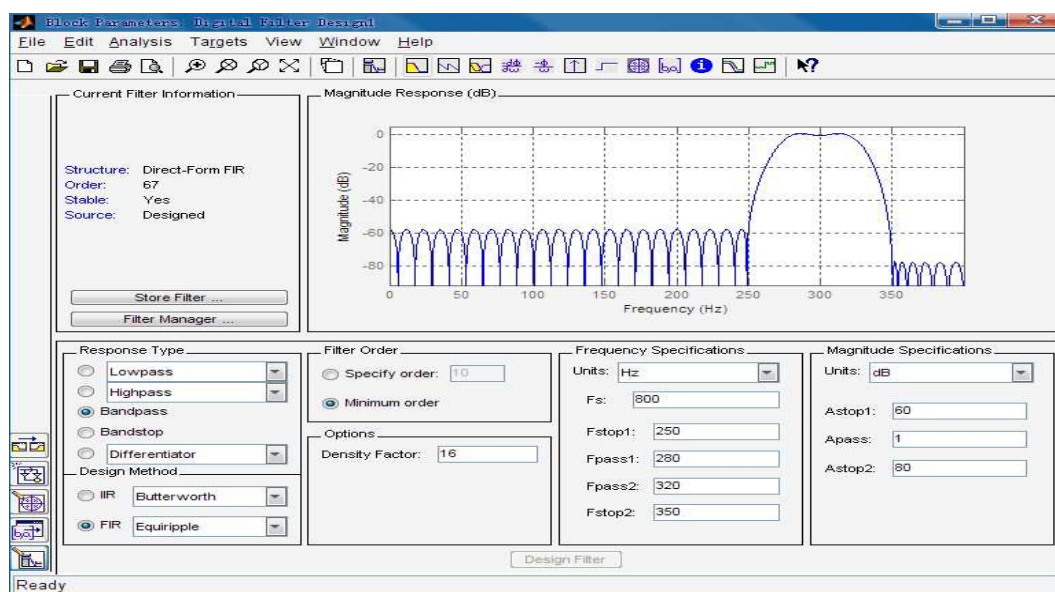 Block Parameters: Digital Filter Design1
File Edit Analysis Targets View Window Help
Current Filter Information
Structure: Direct-Form FIR
Order: 67
Stable: Yes
Source: Designed
Store Filter ...
Filter Manager ...
Magnitude Response (dB)
Magnitude (dB)
0
-20
-40
-60
-80
0 50 100 150 200 250 300 350
Frequency (Hz)
Response Type
Lowpass
Highpass
Bandpass
Bandstop
Differentiator
Design Method
IIR Butterworth
FIR Equiripple
Filter Order
Specify order: 10
Minimum order
Options
Density Factor: 16
Frequency Specifications
Units: Hz
Fs: 800
Fstop1: 250
Fpass1: 280
Fpass2: 320
Fstop2: 350
Magnitude Specifications
Units: dB
Astop1: 60
Apass: 1
Astop2: 80
Design Filter
Ready